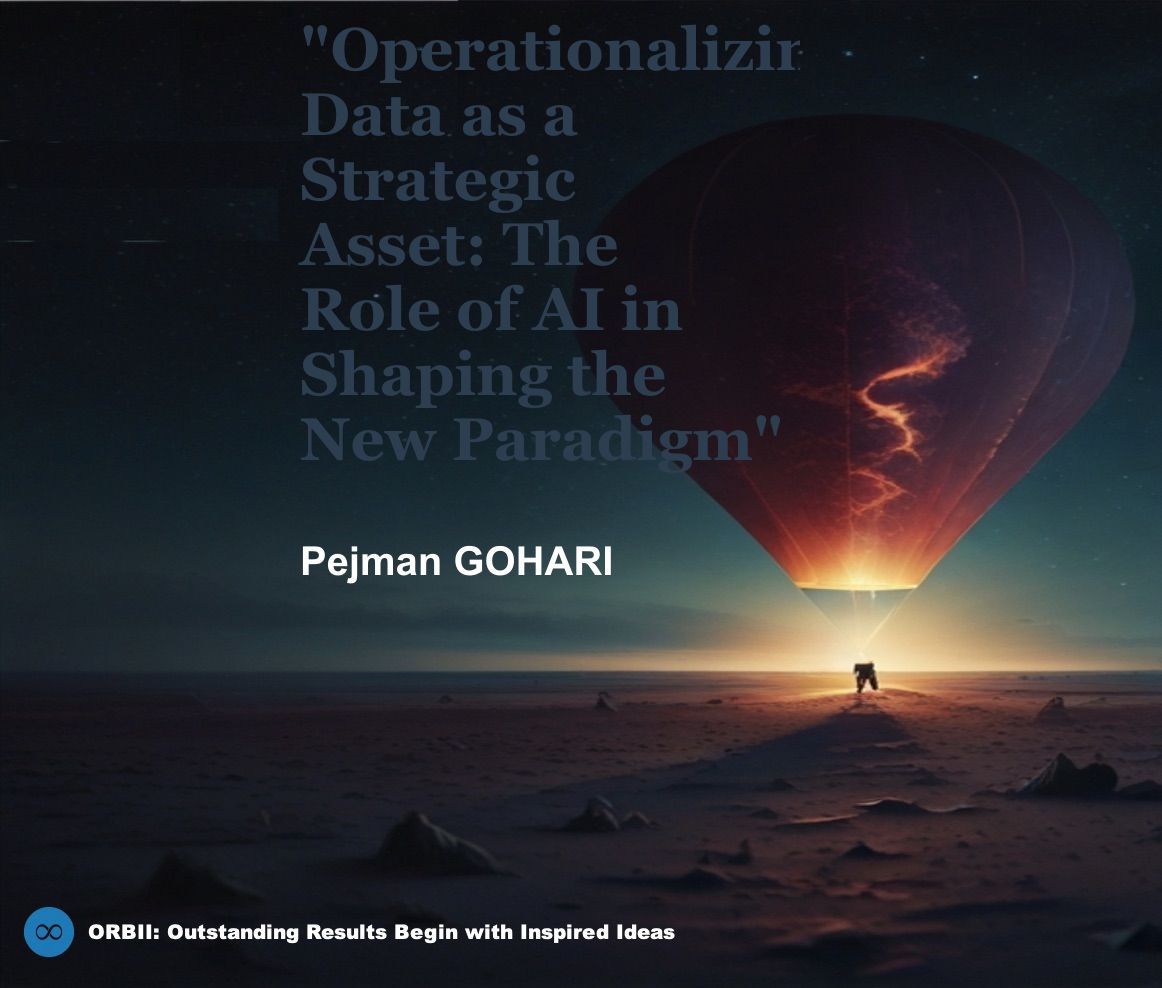 "Operationalizin
Data as a
Strategic
Asset: The
Role of AI in
Shaping the
New Paradigm"
Pejman GOHARI
∞ ORBII: Outstanding Results Begin with Inspired Ideas